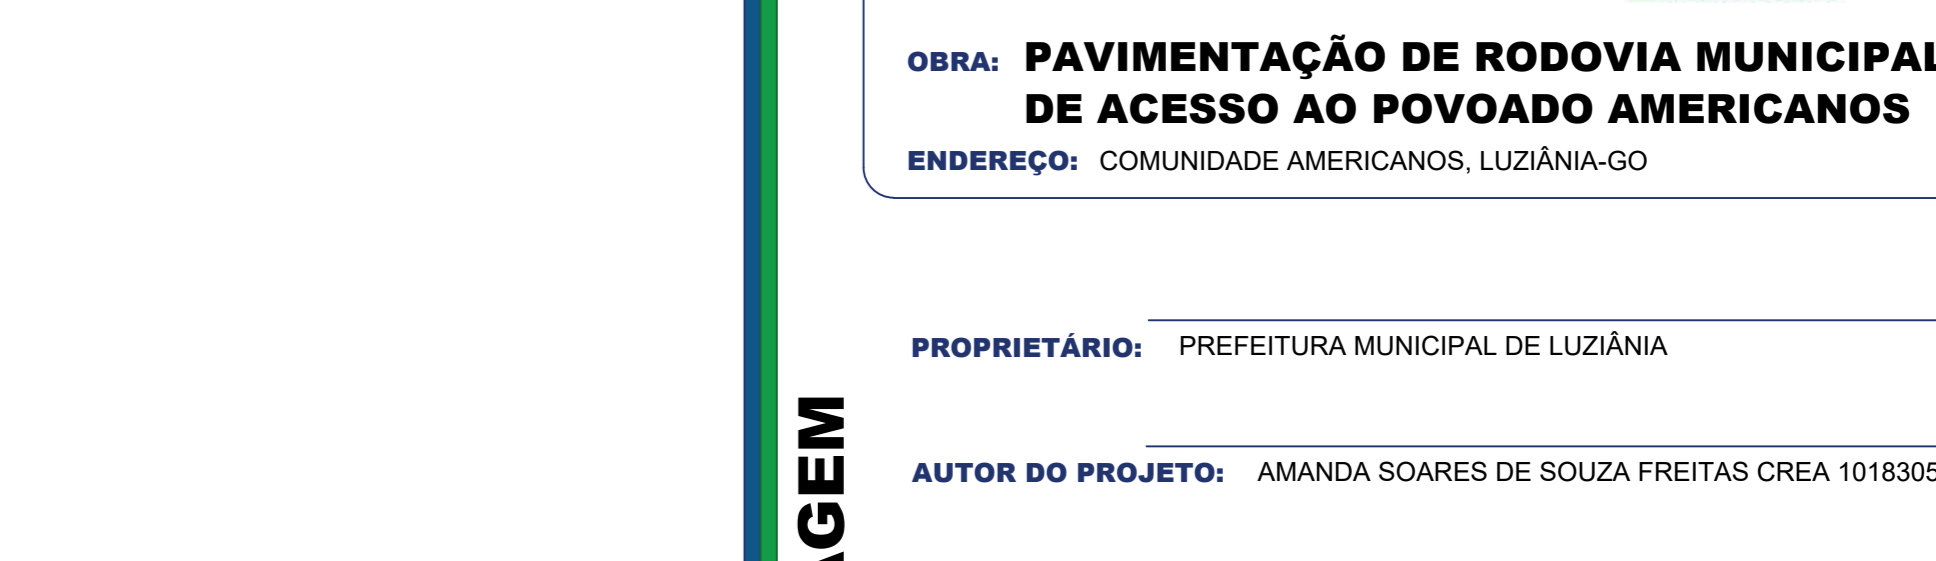 OBRA: PAVIMENTAÇÃO DE RODOVIA MUNICIPAL
DE ACESSO AO POVOADO AMERICANOS
ENDEREÇO: COMUNIDADE AMERICANOS, LUZIÂNIA-GO
PROPRIETÁRIO: PREFEITURA MUNICIPAL DE LUZIÂNIA
AUTOR DO PROJETO: AMANDA SOARES DE SOUZA FREITAS CREA 1018305